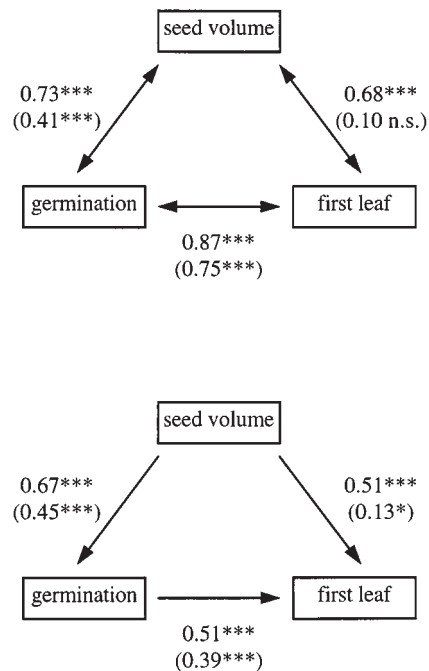 seed volume
0.73***
(0.41***)
0.68***
(0.10 n.s.)
germination
first leaf
0.87***
(0.75***)
seed volume
0.67***
(0.45***)
0.51***
(0.13*)
germination
first leaf
0.51***
(0.39***)